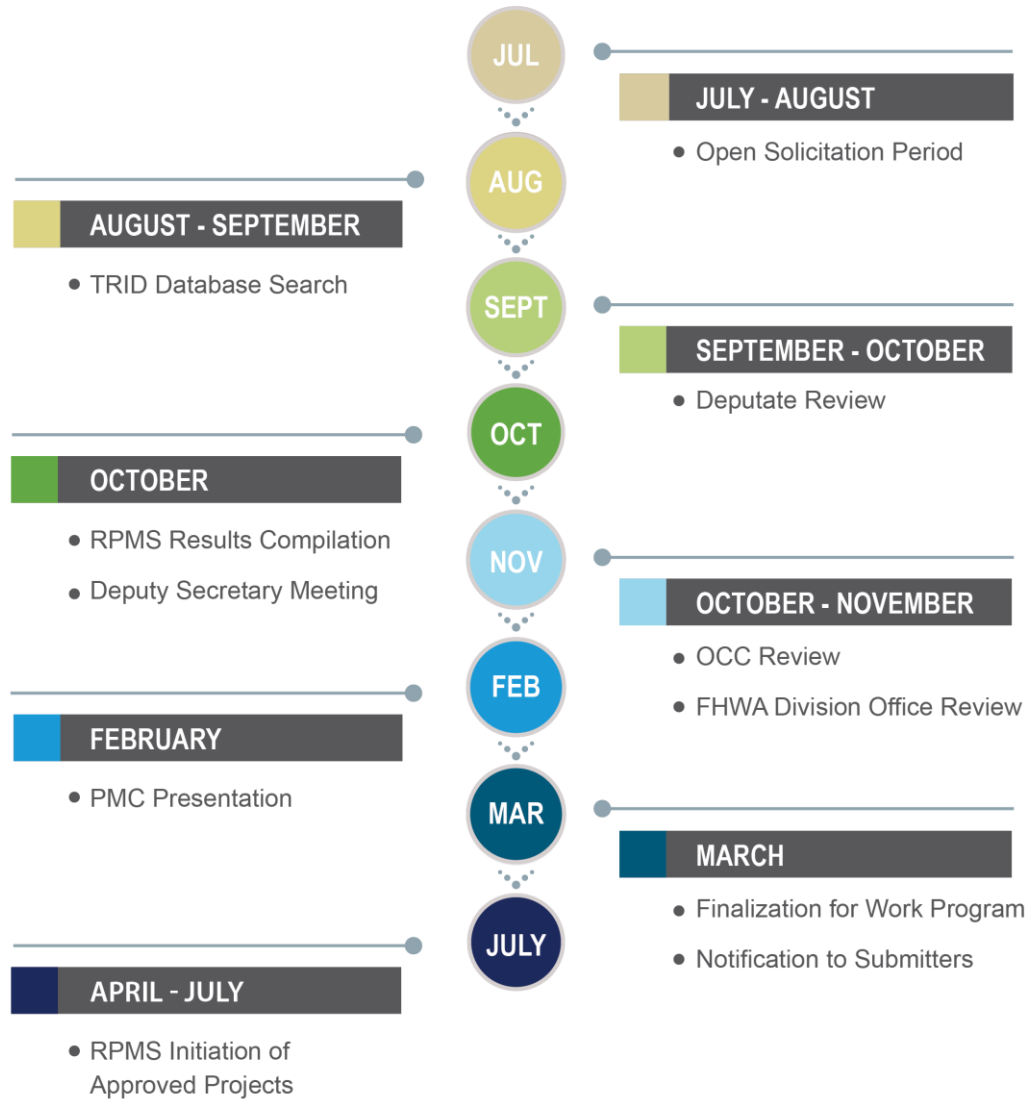 JUL
JULY - AUGUST
• Open Solicitation Period
AUG
AUGUST - SEPTEMBER
• TRID Database Search
SEPT
SEPTEMBER - OCTOBER
• Deputate Review
OCT
OCTOBER
• RPMS Results Compilation
• Deputy Secretary Meeting
NOV
OCTOBER - NOVEMBER
• OCC Review
• FHWA Division Office Review
FEB
FEBRUARY
• PMC Presentation
MAR
MARCH
• Finalization for Work Program
• Notification to Submitters
JULY
APRIL - JULY
• RPMS Initiation of
Approved Projects